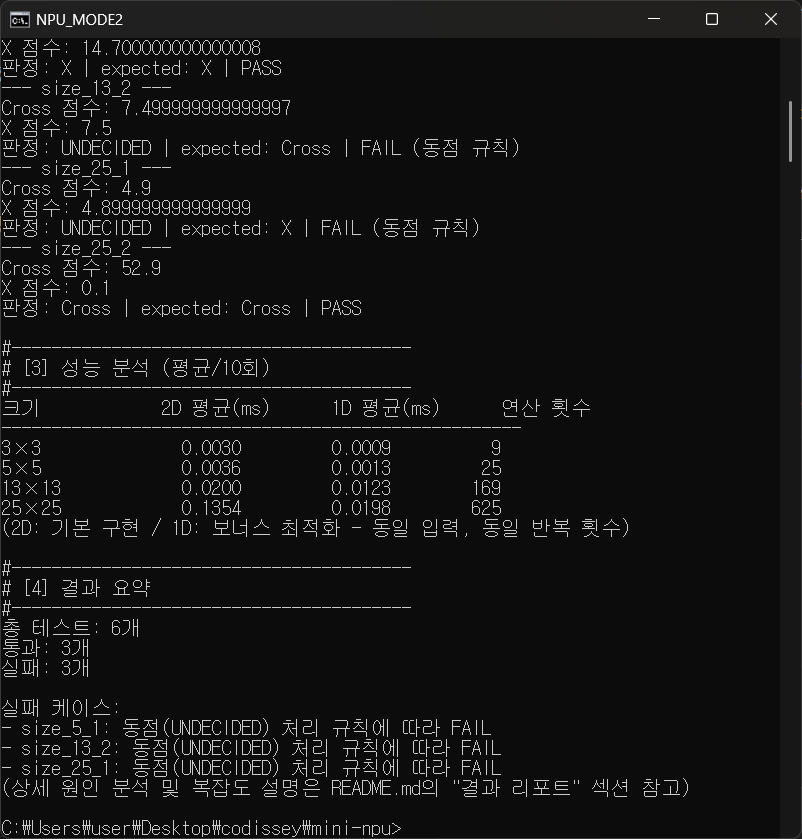 NPU_MODE2
X 점수: 14.700000000000008
판정: X | expected: X | PASS
--- size_13_2 ---
Cross 점수: 7.499999999999997
X 점수: 7.5
판정: UNDECIDED | expected: Cross | FAIL (동점 규칙)
--- size_25_1 ---
Cross 점수: 4.9
X 점수: 4.899999999999999
판정: UNDECIDED | expected: X | FAIL (동점 규칙)
--- size_25_2 ---
Cross 점수: 52.9
X 점수: 0.1
판정: Cross | expected: Cross | PASS
#----------------------------------------
# [3] 성능 분석 (평균/10회)
#----------------------------------------
크기 2D 평균(ms) 1D 평균(ms) 연산 횟수
----------------------------------------------------
3×3 0.0030 0.0009 9
5×5 0.0036 0.0013 25
13×13 0.0200 0.0123 169
25×25 0.1354 0.0198 625
(2D: 기본 구현 / 1D: 보너스 최적화 - 동일 입력, 동일 반복 횟수)
#----------------------------------------
# [4] 결과 요약
#----------------------------------------
총 테스트: 6개
통과: 3개
실패: 3개
실패 케이스:
- size_5_1: 동점(UNDECIDED) 처리 규칙에 따라 FAIL
- size_13_2: 동점(UNDECIDED) 처리 규칙에 따라 FAIL
- size_25_1: 동점(UNDECIDED) 처리 규칙에 따라 FAIL
(상세 원인 분석 및 복잡도 설명은 README.md의 "결과 리포트" 섹션 참고)
C:₩Users₩user₩Desktop₩codissey₩mini-npu>